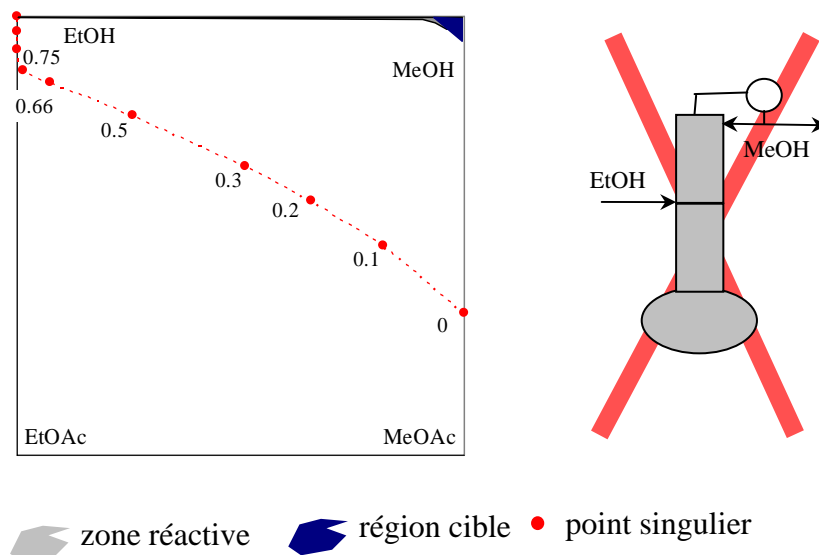 EtOH
0.75
MeOH
0.66
0.5
0.3
0.2
0.1
0
EtOAc
MeOAc
MeOH
EtOH
zone réactive
région cible
point singulier